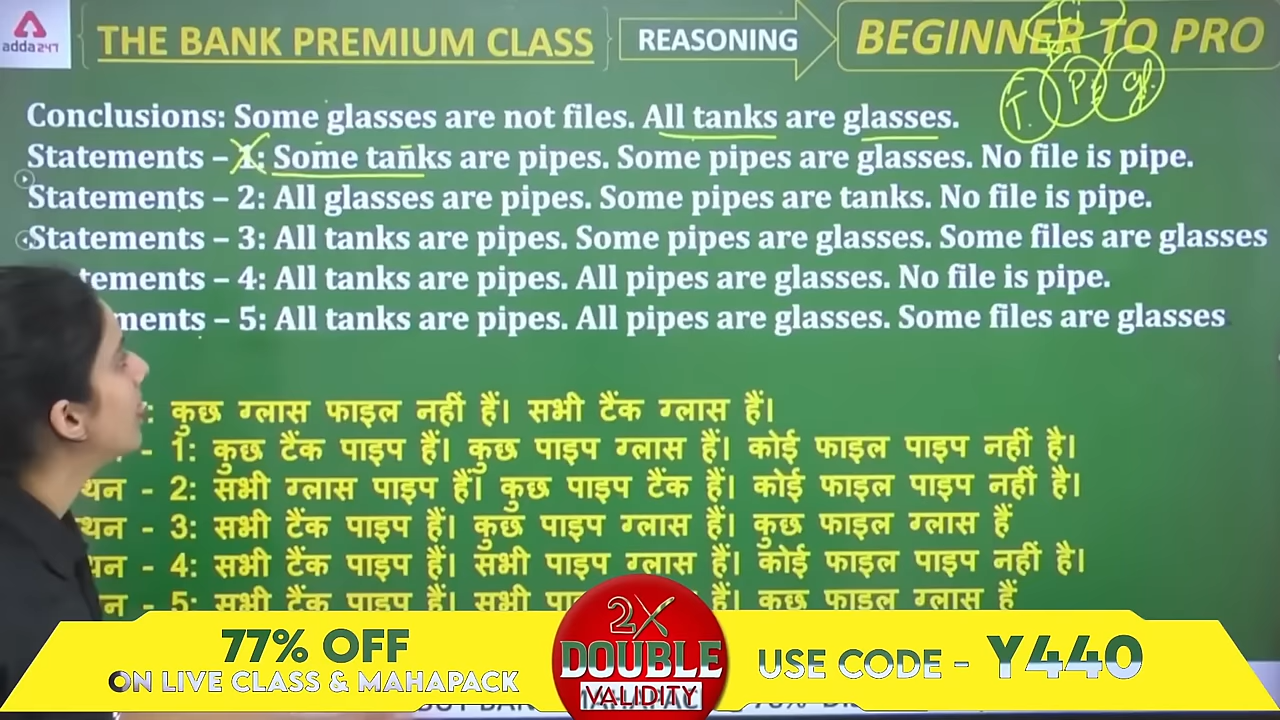 adda247
THE BANK PREMIUM CLASS
REASONING
BEGINNER TO PRO
T. P. gl.
Conclusions: Some glasses are not files. All tanks are glasses.
Statements – 1: Some tanks are pipes. Some pipes are glasses. No file is pipe.
Statements – 2: All glasses are pipes. Some pipes are tanks. No file is pipe.
Statements – 3: All tanks are pipes. Some pipes are glasses. Some files are glasses
tements – 4: All tanks are pipes. All pipes are glasses. No file is pipe.
ments – 5: All tanks are pipes. All pipes are glasses. Some files are glasses
: कुछ ग्लास फाइल नहीं हैं। सभी टैंक ग्लास हैं।
- 1: कुछ टैंक पाइप हैं। कुछ पाइप ग्लास हैं। कोई फाइल पाइप नहीं है।
थन - 2: सभी ग्लास पाइप हैं। कुछ पाइप टैंक हैं। कोई फाइल पाइप नहीं है।
थन - 3: सभी टैंक पाइप हैं। कुछ पाइप ग्लास हैं। कुछ फाइल ग्लास हैं
थन - 4: सभी टैंक पाइप हैं। सभी पाइप ग्लास हैं। कोई फाइल पाइप नहीं है।
न - 5: सभी टैंक पाइप हैं। सभी हैं। कुछ फाइल ग्लास हैं
77% OFF
ON LIVE CLASS & MAHAPACK
2X
DOUBLE
VALIDITY
USE CODE - Y440